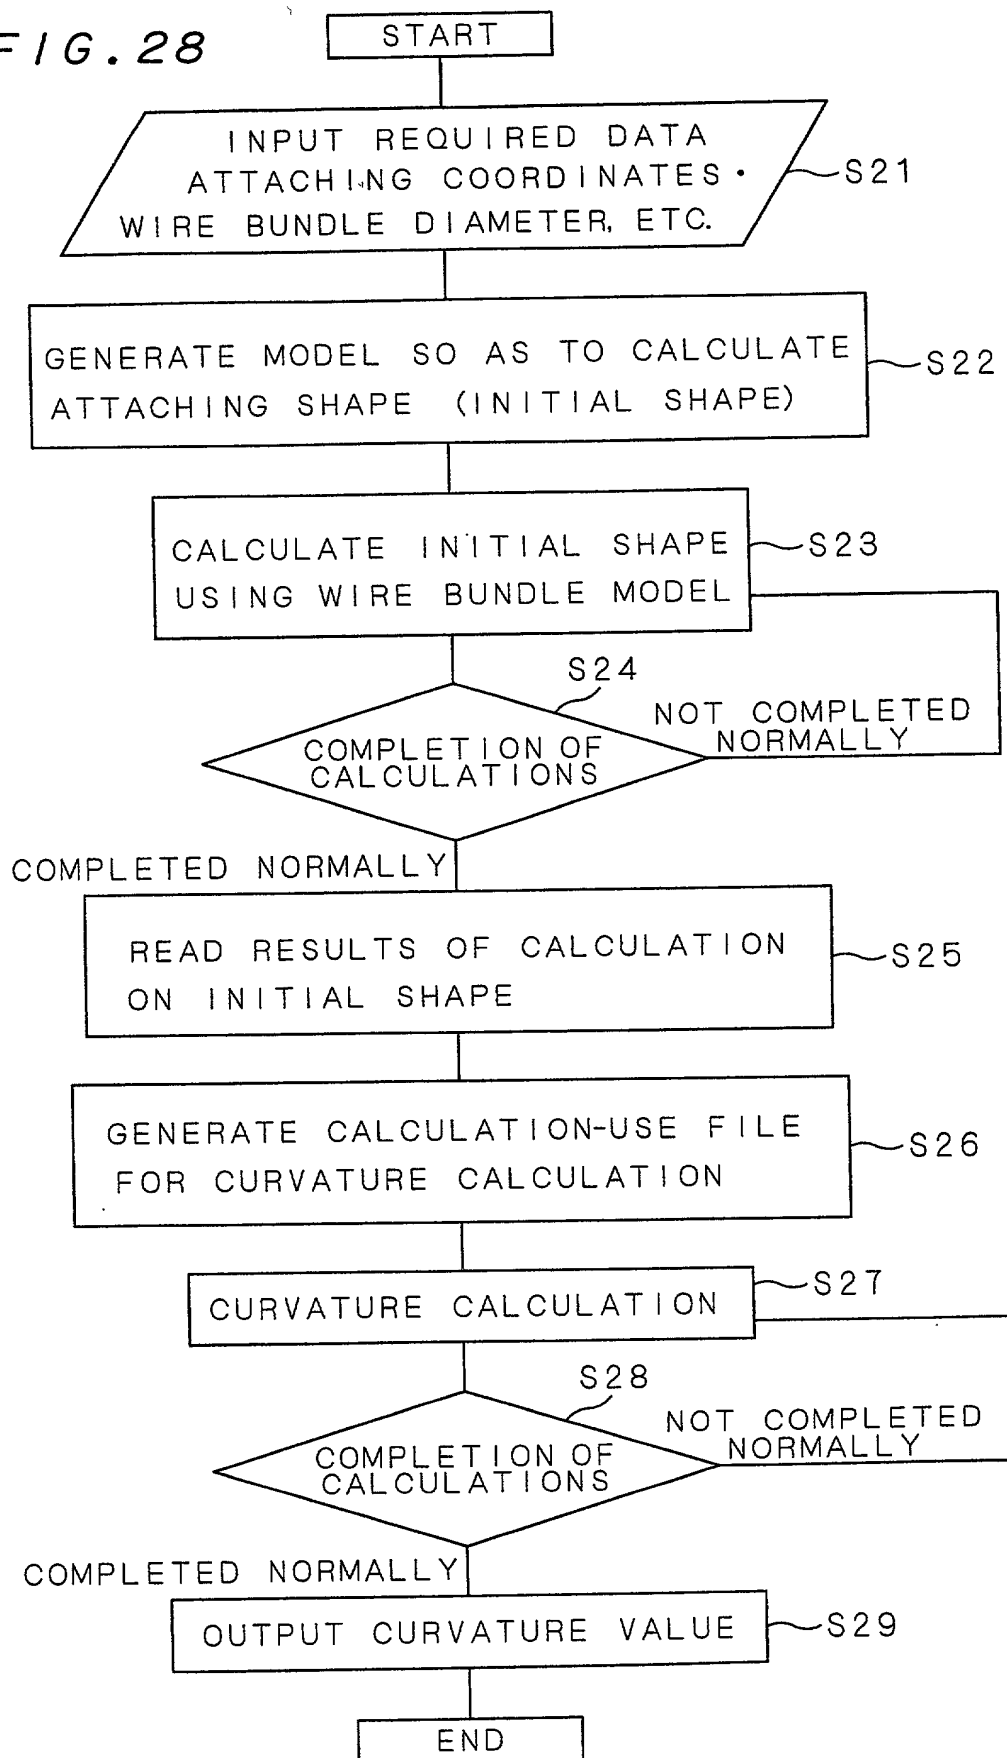 FIG. 28
START
INPUT REQUIRED DATA
ATTACHING COORDINATES ·
WIRE BUNDLE DIAMETER, ETC.
S21
GENERATE MODEL SO AS TO CALCULATE
ATTACHING SHAPE (INITIAL SHAPE)
S22
CALCULATE INITIAL SHAPE
USING WIRE BUNDLE MODEL
S23
S24
COMPLETION OF
CALCULATIONS
NOT COMPLETED
NORMALLY
COMPLETED NORMALLY
READ RESULTS OF CALCULATION
ON INITIAL SHAPE
S25
GENERATE CALCULATION-USE FILE
FOR CURVATURE CALCULATION
S26
CURVATURE CALCULATION
S27
S28
COMPLETION OF
CALCULATIONS
NOT COMPLETED
NORMALLY
COMPLETED NORMALLY
OUTPUT CURVATURE VALUE
S29
END